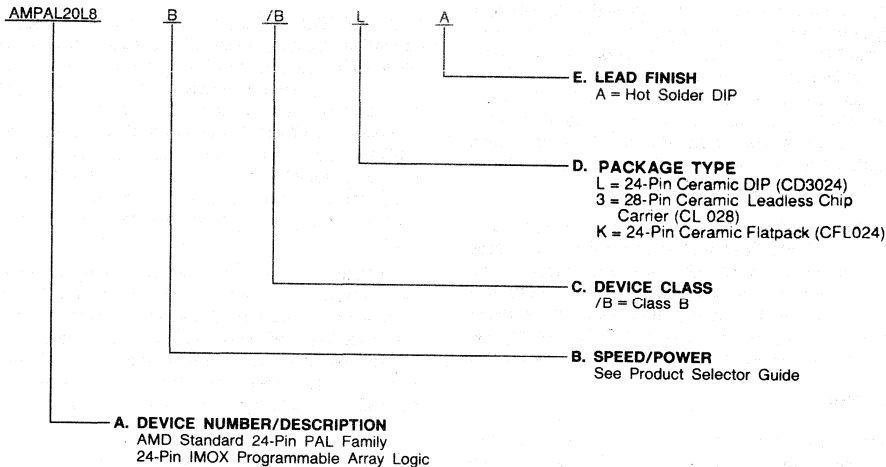 AMPAL20L8 B /B L A
E. LEAD FINISH
A = Hot Solder DIP
D. PACKAGE TYPE
L = 24-Pin Ceramic DIP (CD3024)
3 = 28-Pin Ceramic Leadless Chip
Carrier (CL 028)
K = 24-Pin Ceramic Flatpack (CFL024)
C. DEVICE CLASS
/B = Class B
B. SPEED/POWER
See Product Selector Guide
A. DEVICE NUMBER/DESCRIPTION
AMD Standard 24-Pin PAL Family
24-Pin IMOX Programmable Array Logic